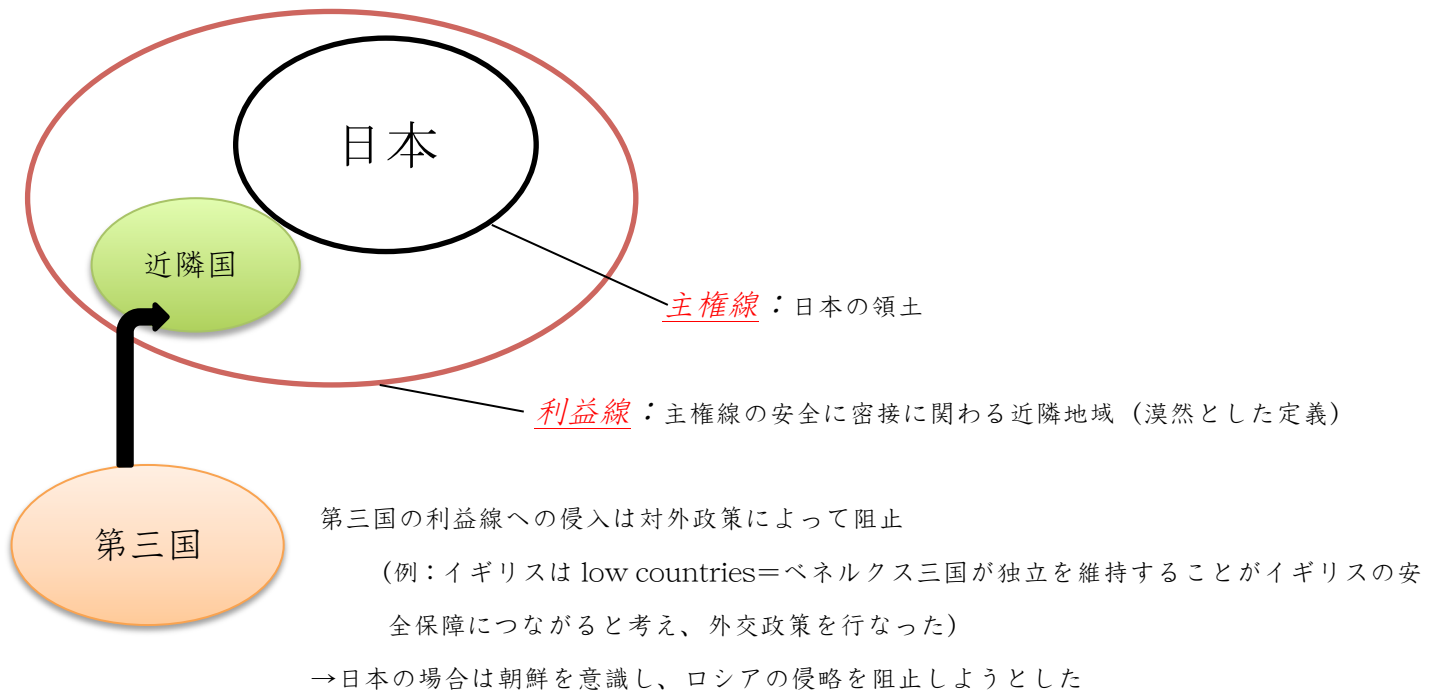 日本
近隣国
主権線：日本の領土
利益線：主権線の安全に密接に関わる近隣地域（漠然とした定義）
第三国
第三国の利益線への侵入は対外政策によって阻止
（例：イギリスは low countries＝ベネルクス三国が独立を維持することがイギリスの安
全保障につながると考え、外交政策を行なった）
→日本の場合は朝鮮を意識し、ロシアの侵略を阻止しようとした